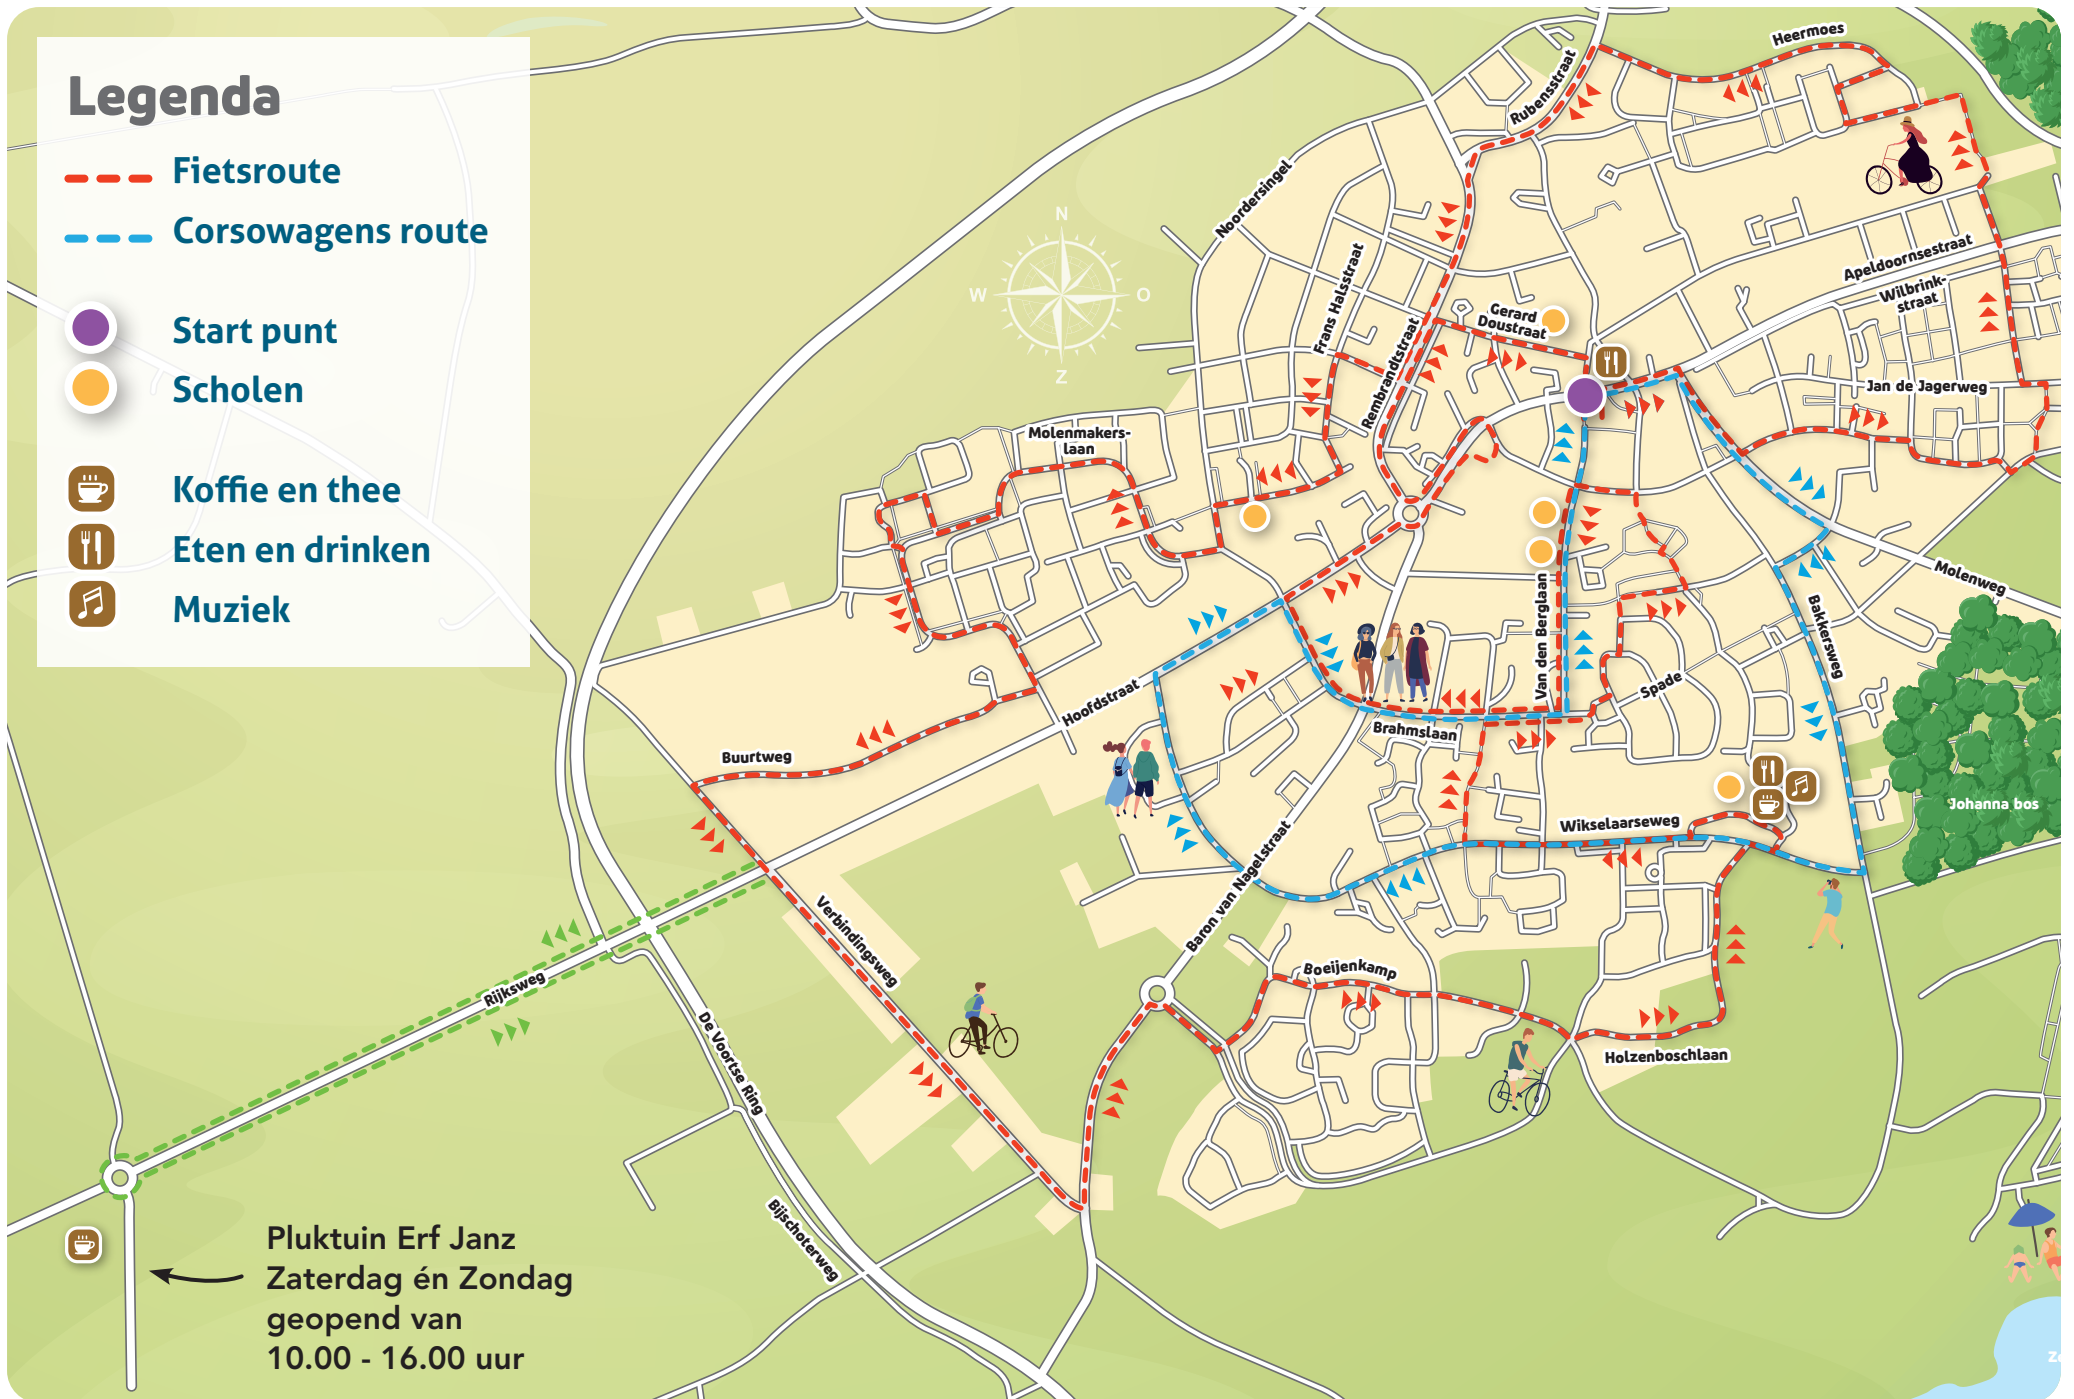 Legenda
Fietsroute
Corsowagens route
Start punt
Scholen
Koffie en thee
Eten en drinken
Muziek
N
W
O
Z
Heermoes
Rubensstraat
Noordersingel
Frans Halsstraat
Rembrandtstraat
Gerard
Doustraat
Apeldoornsestraat
Wilbrink-
straat
Jan de Jagerweg
Molenmakers-
laan
Molenweg
Bakkersweg
Van den Berglaan
Spade
Hoofdstraat
Brahmslaan
Buurtweg
Wikselaarseweg
Johanna bos
Baron van Nagelstraat
Verbindingsweg
Boeijenkamp
Rijksweg
De Voortse Ring
Holzenboschlaan
Bijschoterweg
Pluktuin Erf Janz
Zaterdag én Zondag
geopend van
10.00 - 16.00 uur